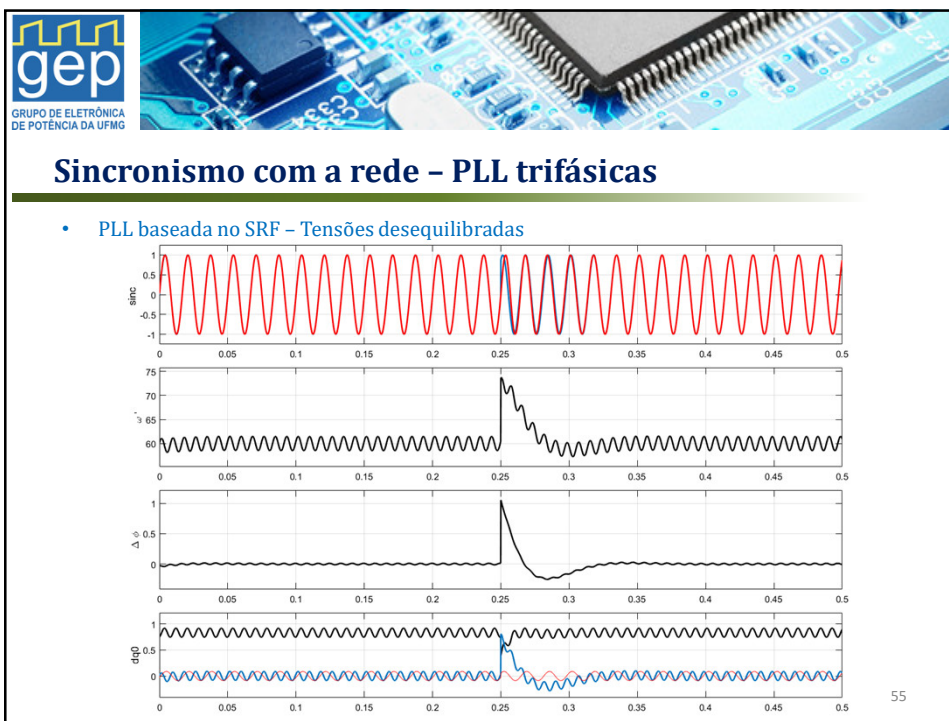 gep
GRUPO DE ELETRÔNICA
DE POTÊNCIA DA UFMG
Sincronismo com a rede – PLL trifásicas
• PLL baseada no SRF – Tensões desequilibradas
sinc
1
0.5
0
-0.5
-1
0 0.05 0.1 0.15 0.2 0.25 0.3 0.35 0.4 0.45 0.5
ω'
75
70
65
60
0 0.05 0.1 0.15 0.2 0.25 0.3 0.35 0.4 0.45 0.5
Δ ϕ
1
0.5
0
0 0.05 0.1 0.15 0.2 0.25 0.3 0.35 0.4 0.45 0.5
dq0
1
0.5
0
0 0.05 0.1 0.15 0.2 0.25 0.3 0.35 0.4 0.45 0.5
55